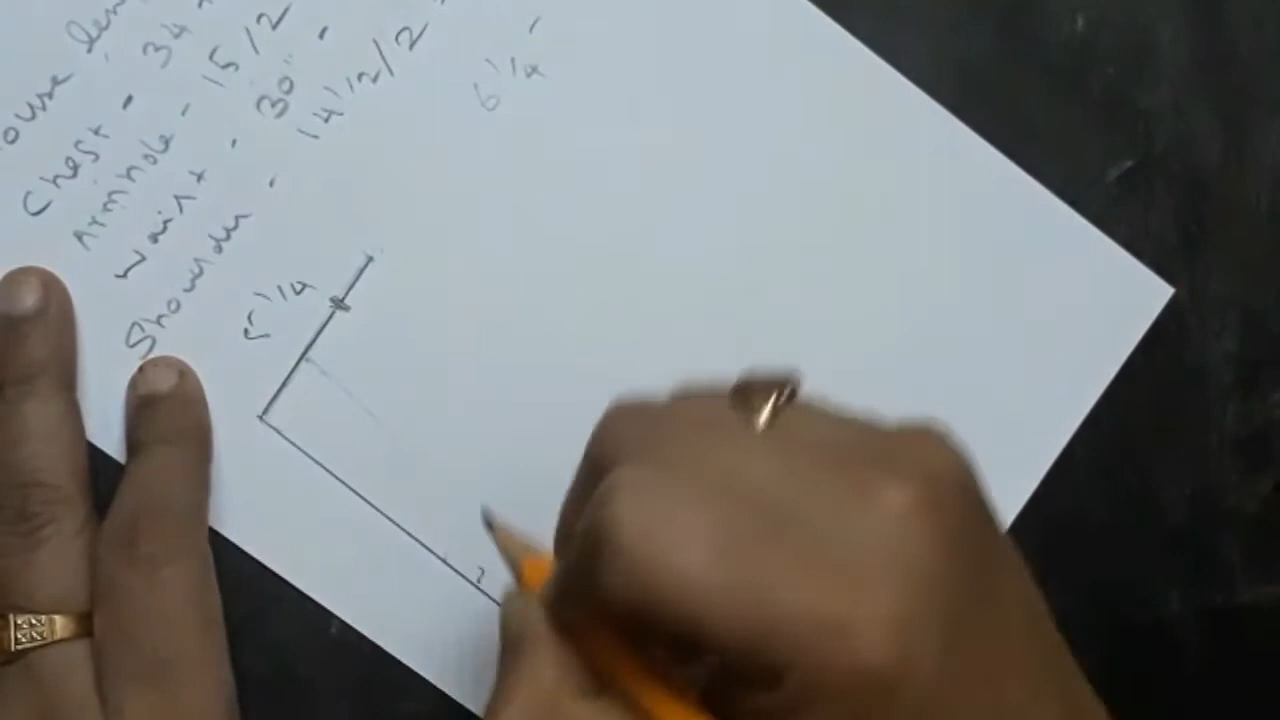 ouse len
Chest - 34
Armhole - 15/2
Waist - 30" -
Shoulder - 14 1/2/2
6 1/4 -
5 1/4